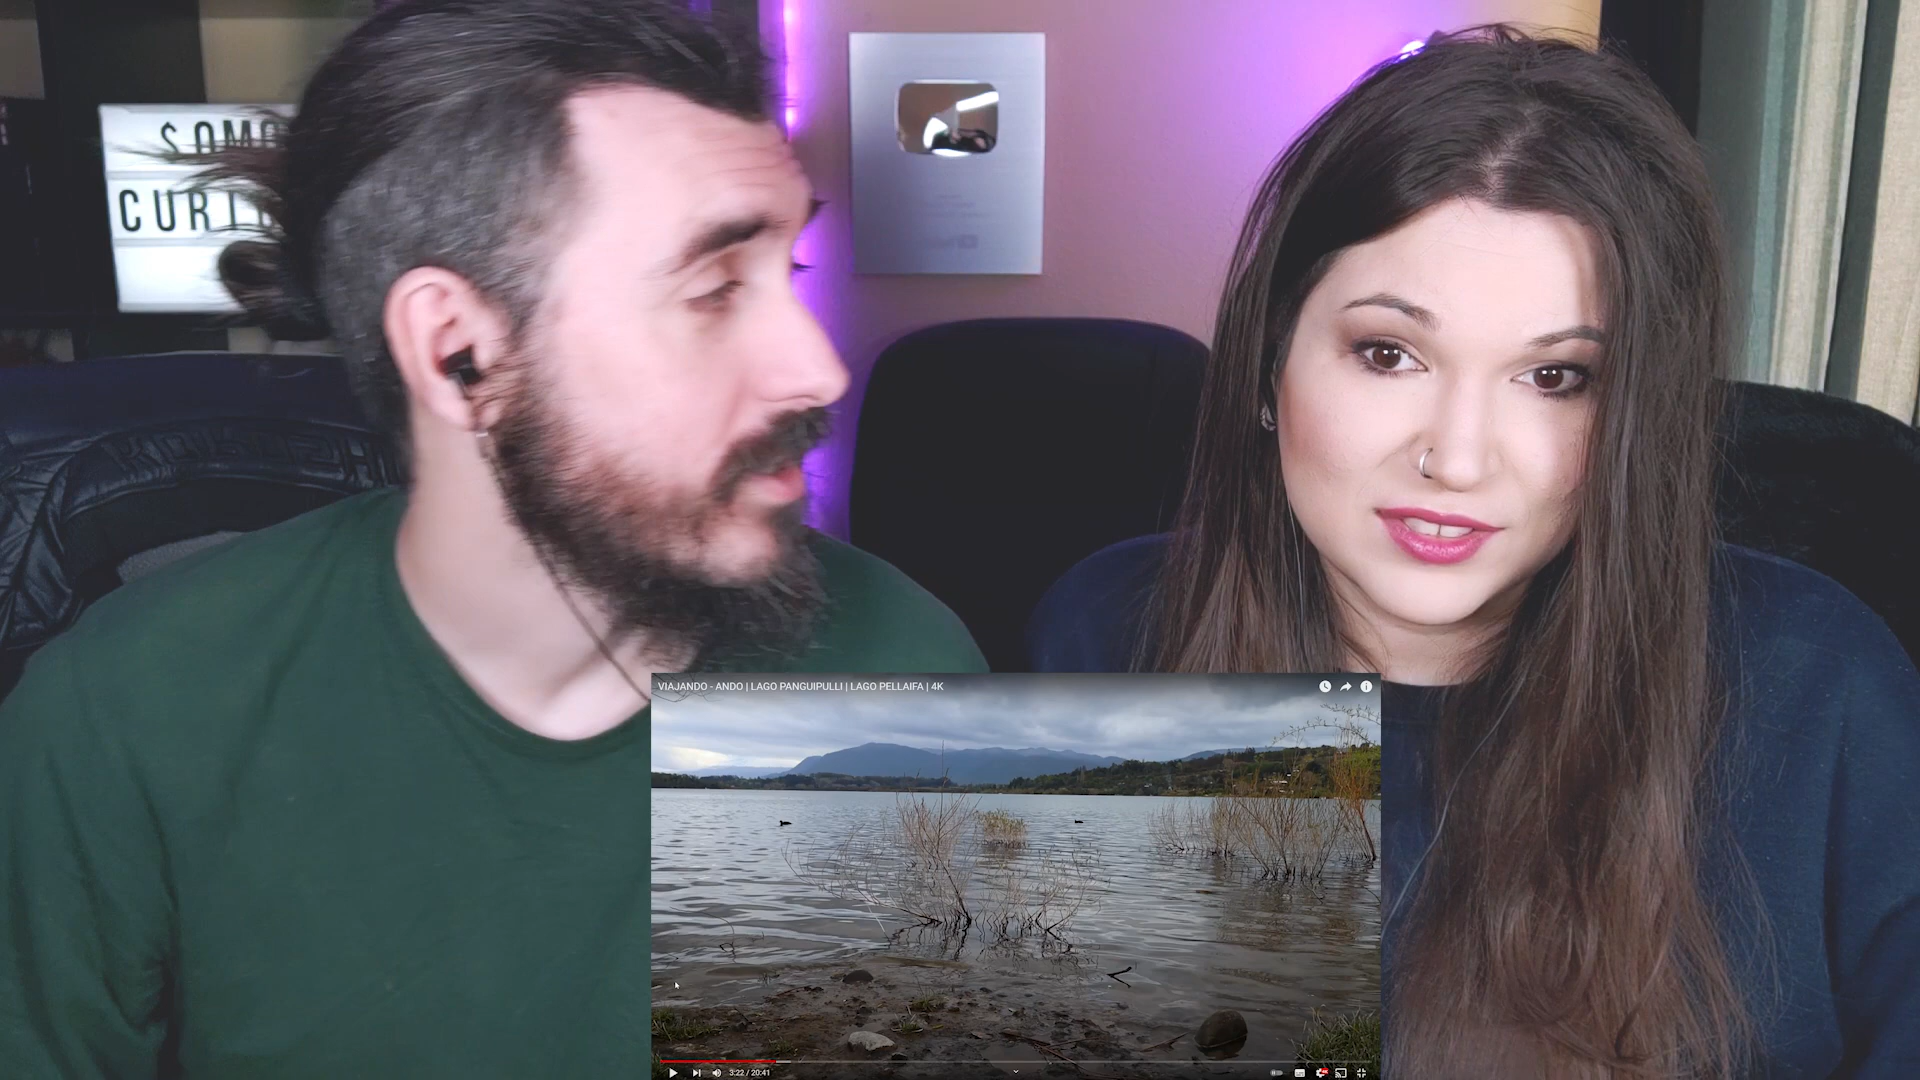 $OMO
CURI
VIAJANDO - ANDO | LAGO PANGUIPULLI | LAGO PELLAIFA | 4K
3:22 / 20:41